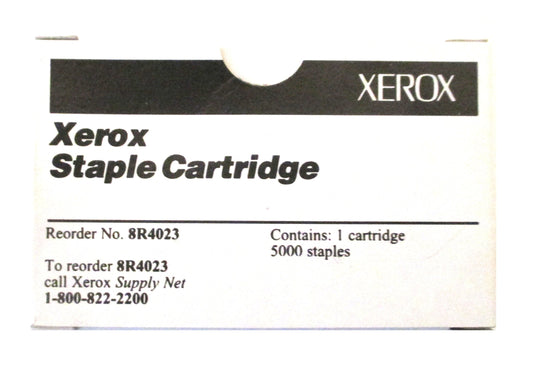 XEROX
Xerox
Staple Cartridge
Reorder No. 8R4023
Contains: 1 cartridge
5000 staples
To reorder 8R4023
call Xerox Supply Net
1-800-822-2200